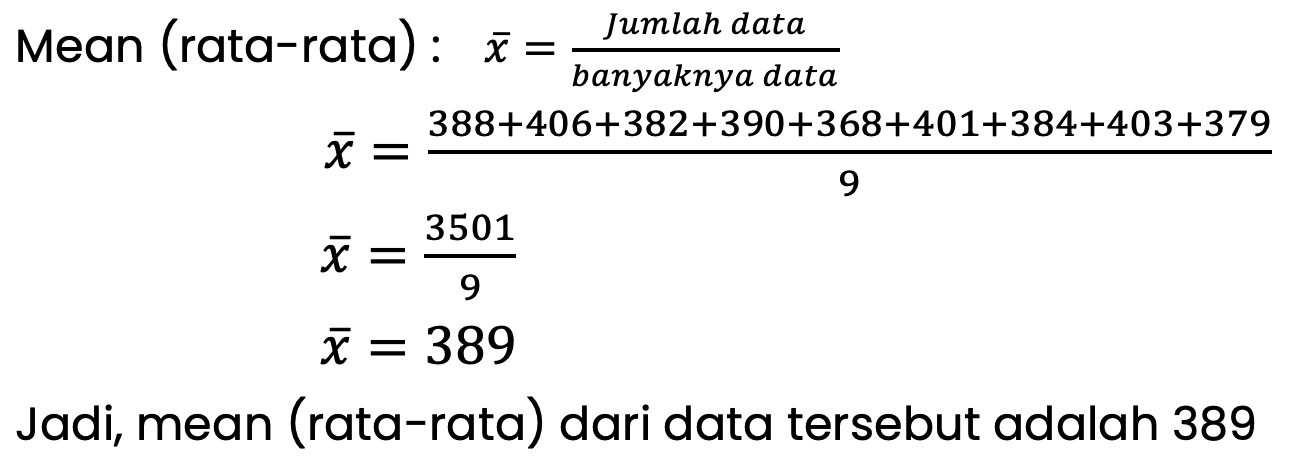 Mean (rata-rata) : x̄ = Jumlah data / banyaknya data
x̄ = 388+406+382+390+368+401+384+403+379 / 9
x̄ = 3501 / 9
x̄ = 389
Jadi, mean (rata-rata) dari data tersebut adalah 389